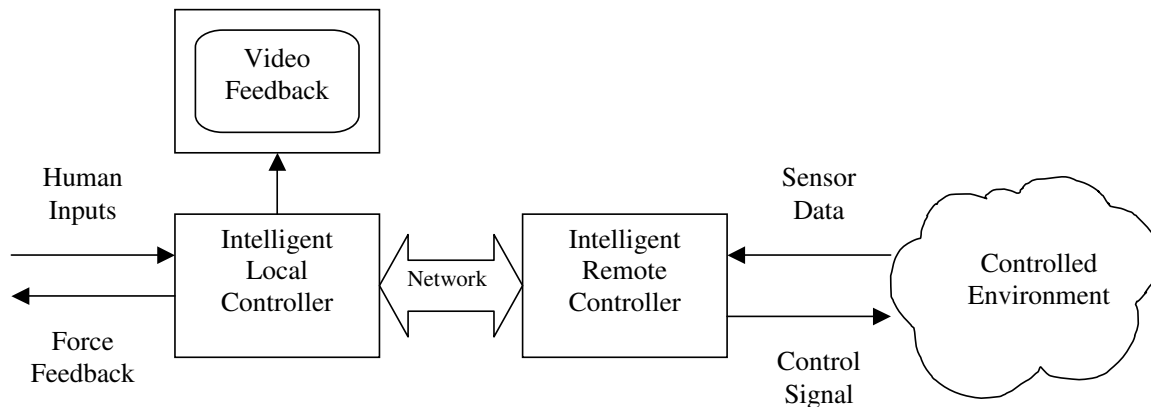 Video
Feedback
Human
Inputs
Sensor
Data
Intelligent
Local
Controller
Network
Intelligent
Remote
Controller
Controlled
Environment
Force
Feedback
Control
Signal